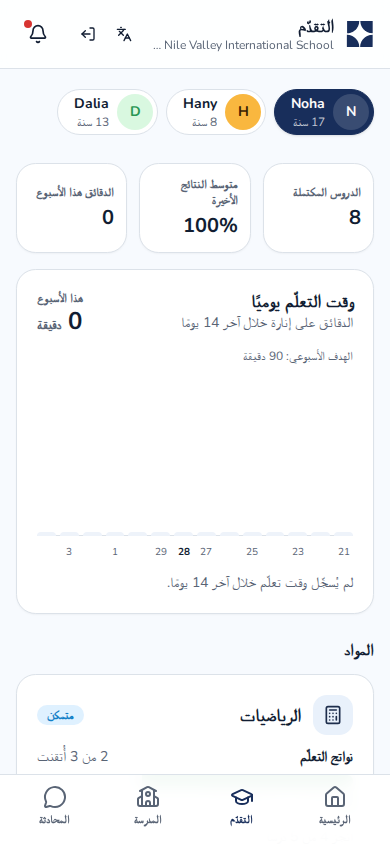 التقدّم
Nile Valley International School ...
N
Noha
17 سنة
H
Hany
8 سنة
D
Dalia
13 سنة
الدروس المكتملة
8
متوسط النتائج الأخيرة
100%
الدقائق هذا الأسبوع
0
وقت التعلّم يوميًا
الدقائق على إنارة خلال آخر 14 يومًا
هذا الأسبوع
0 دقيقة
الهدف الأسبوعي: 90 دقيقة
21
23
25
27
28
29
1
3
لم يُسجَّل وقت تعلّم خلال آخر 14 يومًا.
المواد
الرياضيات
متمكن
نواتج التعلّم
2 من 3 أُتقنت
الرئيسية
التقدّم
المدرسة
المحادثة